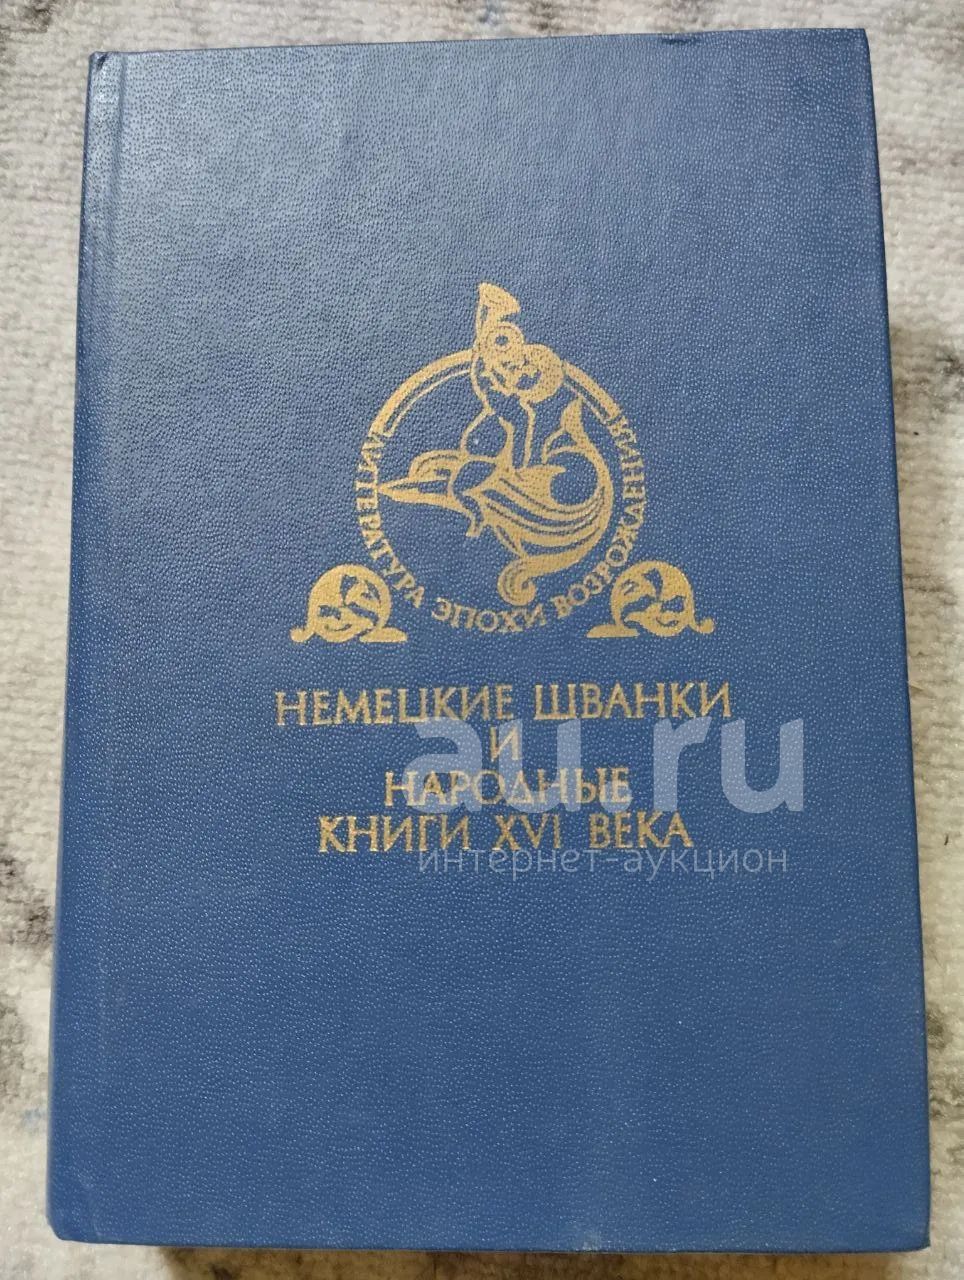 ЛИТЕРАТУРА ЭПОХИ ВОЗРОЖДЕНИЯ
НЕМЕЦКИЕ ШВАНКИ
И
НАРОДНЫЕ
КНИГИ XVI ВЕКА
au.ru
интернет-аукцион